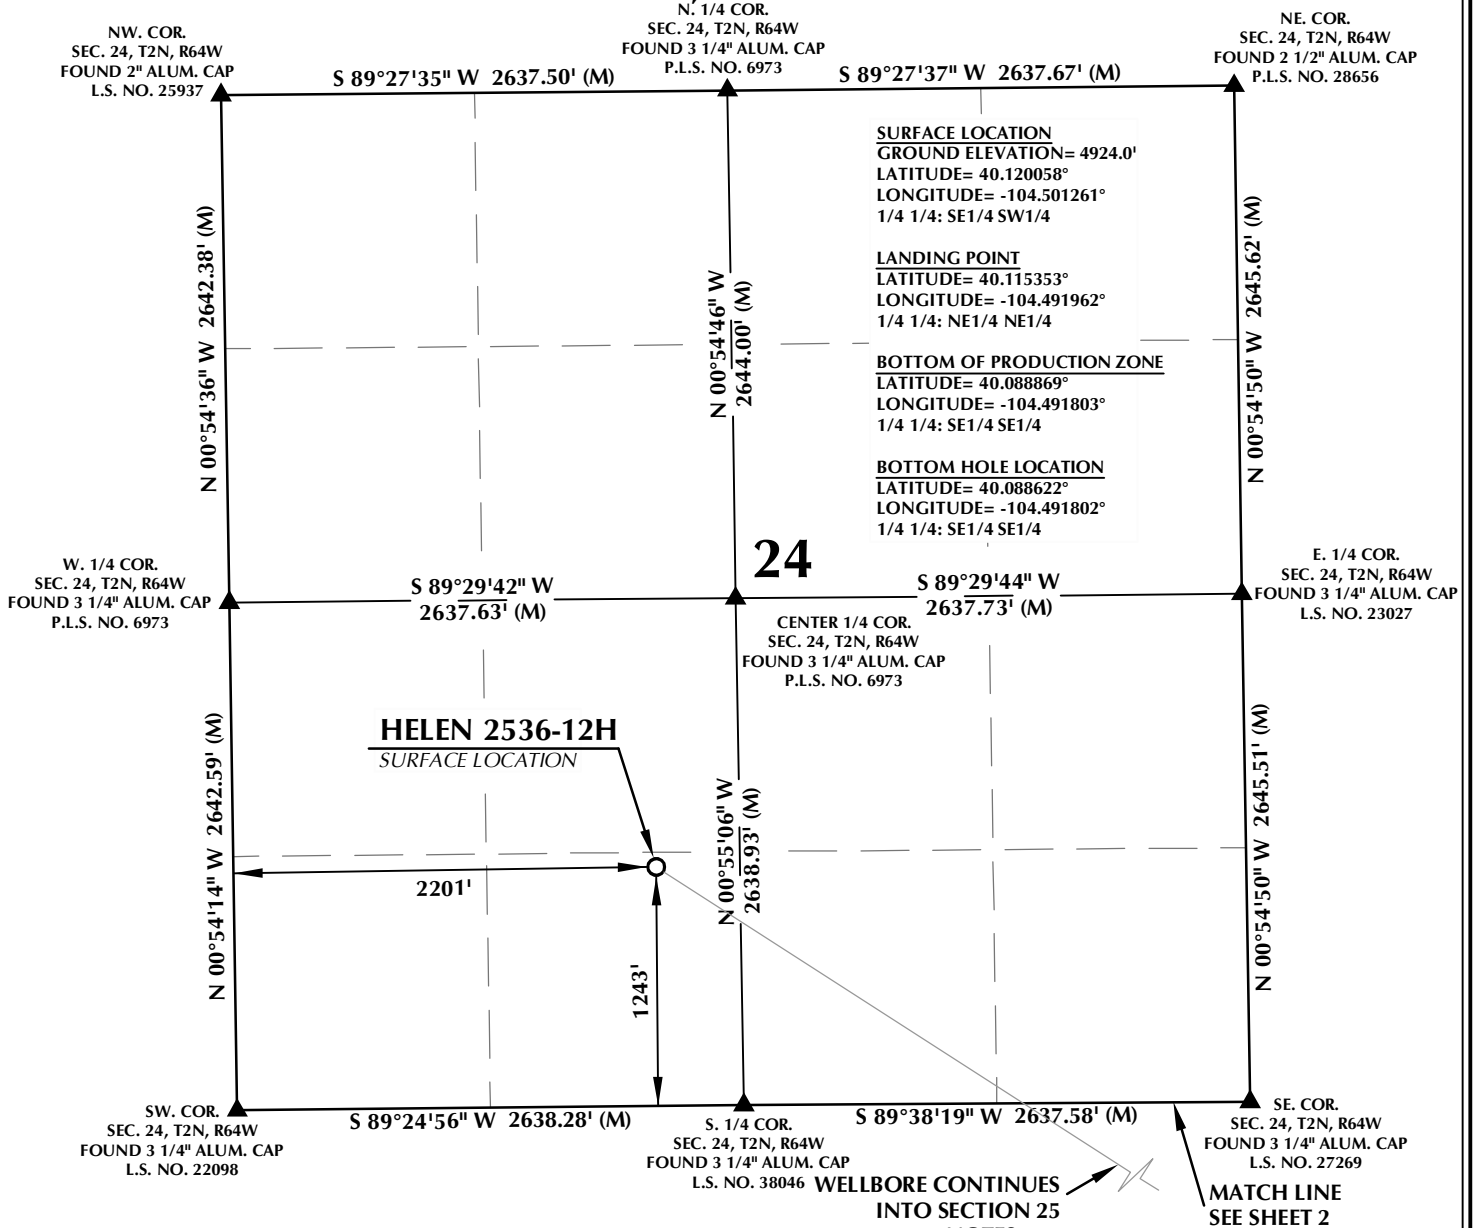 N. 1/4 COR.
SEC. 24, T2N, R64W
FOUND 3 1/4" ALUM. CAP
P.L.S. NO. 6973
NW. COR.
SEC. 24, T2N, R64W
FOUND 2" ALUM. CAP
L.S. NO. 25937
NE. COR.
SEC. 24, T2N, R64W
FOUND 2 1/2" ALUM. CAP
P.L.S. NO. 28656
S 89°27'35" W 2637.50' (M)
S 89°27'37" W 2637.67' (M)
SURFACE LOCATION
GROUND ELEVATION= 4924.0'
LATITUDE= 40.120058°
LONGITUDE= -104.501261°
1/4 1/4: SE1/4 SW1/4
LANDING POINT
LATITUDE= 40.115353°
LONGITUDE= -104.491962°
1/4 1/4: NE1/4 NE1/4
BOTTOM OF PRODUCTION ZONE
LATITUDE= 40.088869°
LONGITUDE= -104.491803°
1/4 1/4: SE1/4 SE1/4
BOTTOM HOLE LOCATION
LATITUDE= 40.088622°
LONGITUDE= -104.491802°
1/4 1/4: SE1/4 SE1/4
N 00°54'36" W 2642.38' (M)
N 00°54'46" W
2644.00' (M)
N 00°54'50" W 2645.62' (M)
24
W. 1/4 COR.
SEC. 24, T2N, R64W
FOUND 3 1/4" ALUM. CAP
P.L.S. NO. 6973
S 89°29'42" W
2637.63' (M)
S 89°29'44" W
2637.73' (M)
E. 1/4 COR.
SEC. 24, T2N, R64W
FOUND 3 1/4" ALUM. CAP
L.S. NO. 23027
CENTER 1/4 COR.
SEC. 24, T2N, R64W
FOUND 3 1/4" ALUM. CAP
P.L.S. NO. 6973
HELEN 2536-12H
SURFACE LOCATION
N 00°54'14" W 2642.59' (M)
N 00°55'06" W
2638.93' (M)
N 00°54'50" W 2645.51' (M)
2201'
1243'
SW. COR.
SEC. 24, T2N, R64W
FOUND 3 1/4" ALUM. CAP
L.S. NO. 22098
S 89°24'56" W 2638.28' (M)
S 89°38'19" W 2637.58' (M)
S. 1/4 COR.
SEC. 24, T2N, R64W
FOUND 3 1/4" ALUM. CAP
L.S. NO. 38046
SE. COR.
SEC. 24, T2N, R64W
FOUND 3 1/4" ALUM. CAP
L.S. NO. 27269
WELLBORE CONTINUES
INTO SECTION 25
MATCH LINE
SEE SHEET 2